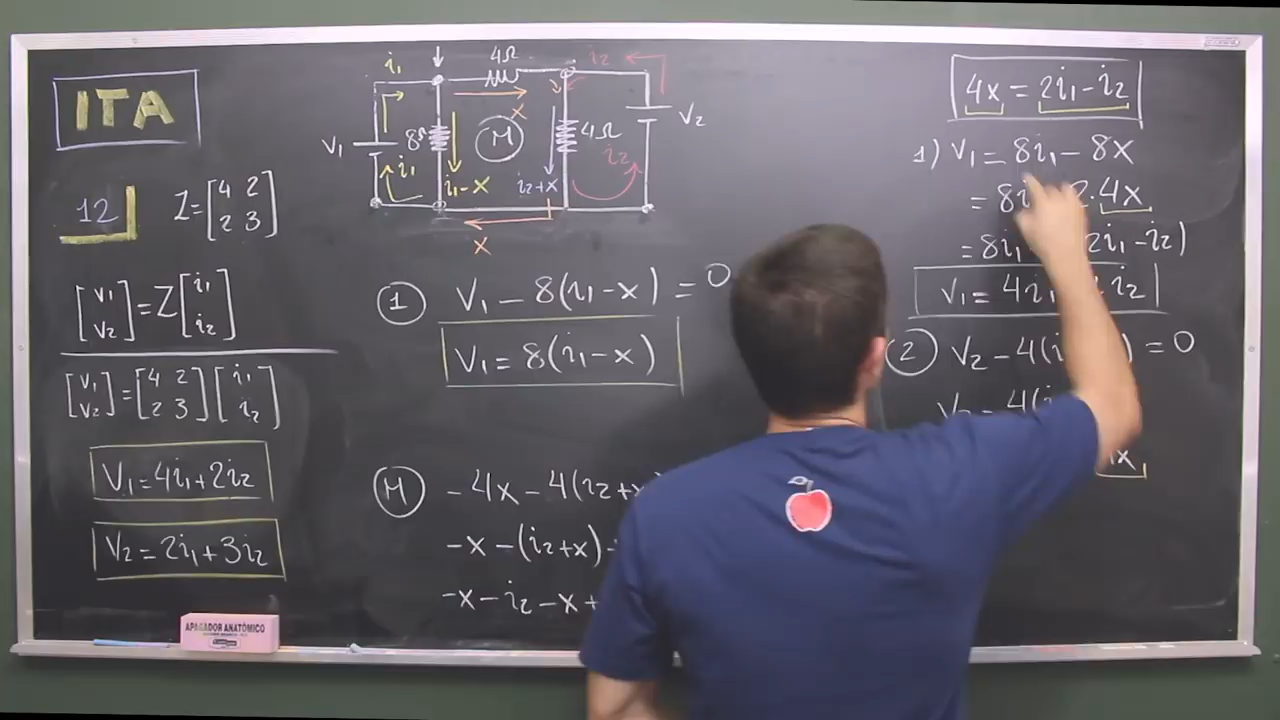 ITA
12
Z = [4 2
2 3]
[V1
V2] = Z [i1
i2]
[V1
V2] = [4 2
2 3] [i1
i2]
V1 = 4i1 + 2i2
V2 = 2i1 + 3i2
APAGADOR ANATÔMICO
i1
4Ω
i2
x
V1
8Ω
M
4Ω
V2
i1
i1 - x
i2 + x
i2
x
1
V1 - 8(i1 - x) = 0
V1 = 8(i1 - x)
M
-4x - 4(i2 + x
-x - (i2 + x) -
-x - i2 - x +
4x = 2i1 - i2
1) V1 = 8i1 - 8x
= 8i 2. 4x
= 8i1 2i1 - i2)
V1 = 4i i2
2
V2 - 4(i ) = 0
= 4(i
x